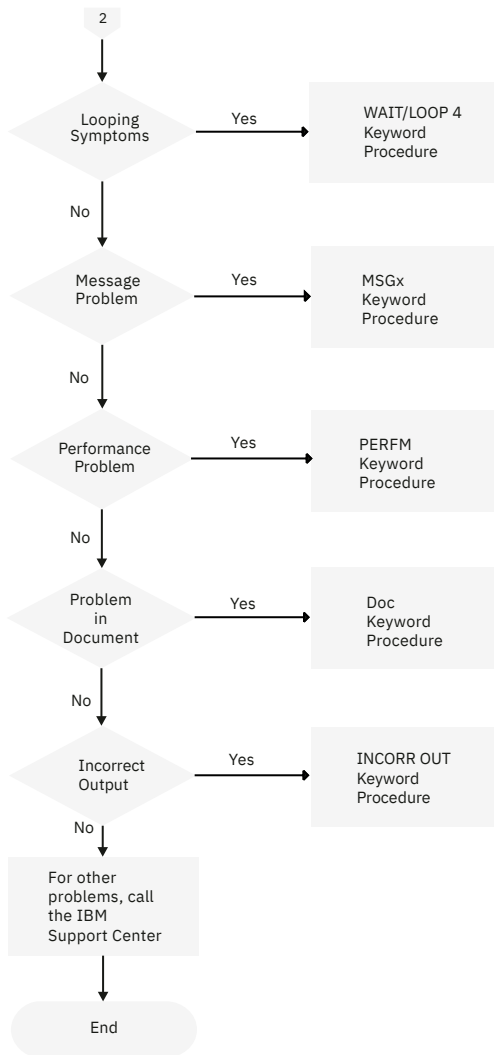 2
Looping
Symptoms
Yes
WAIT/LOOP 4
Keyword
Procedure
No
Message
Problem
Yes
MSGx
Keyword
Procedure
No
Performance
Problem
Yes
PERFM
Keyword
Procedure
No
Problem
in
Document
Yes
Doc
Keyword
Procedure
No
Incorrect
Output
Yes
INCORR OUT
Keyword
Procedure
No
For other
problems, call
the IBM
Support Center
End